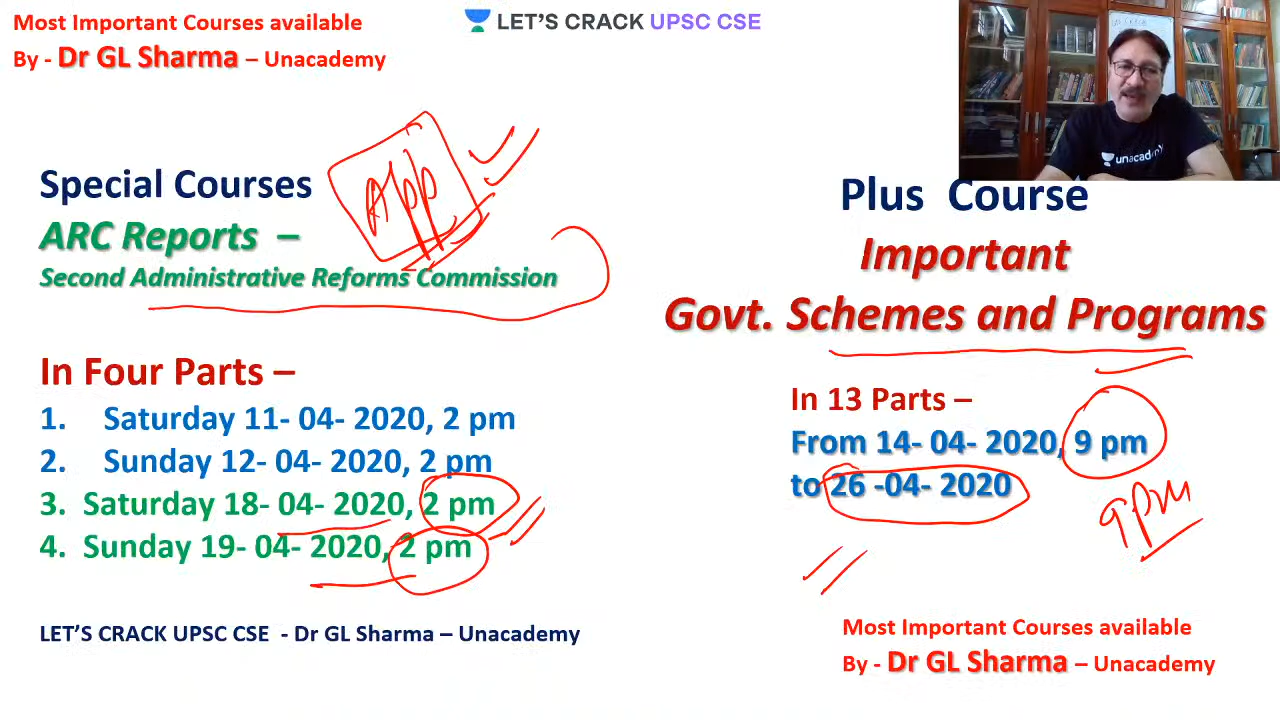 Most Important Courses available
By - Dr GL Sharma – Unacademy
LET'S CRACK UPSC CSE
unacademy
Special Courses
App
ARC Reports –
Second Administrative Reforms Commission
In Four Parts –
1. Saturday 11- 04- 2020, 2 pm
2. Sunday 12- 04- 2020, 2 pm
3. Saturday 18- 04- 2020, 2 pm
4. Sunday 19- 04- 2020, 2 pm
LET'S CRACK UPSC CSE - Dr GL Sharma – Unacademy
Plus Course
Important
Govt. Schemes and Programs
In 13 Parts –
From 14- 04- 2020, 9 pm
to 26 -04- 2020
9pm
Most Important Courses available
By - Dr GL Sharma – Unacademy